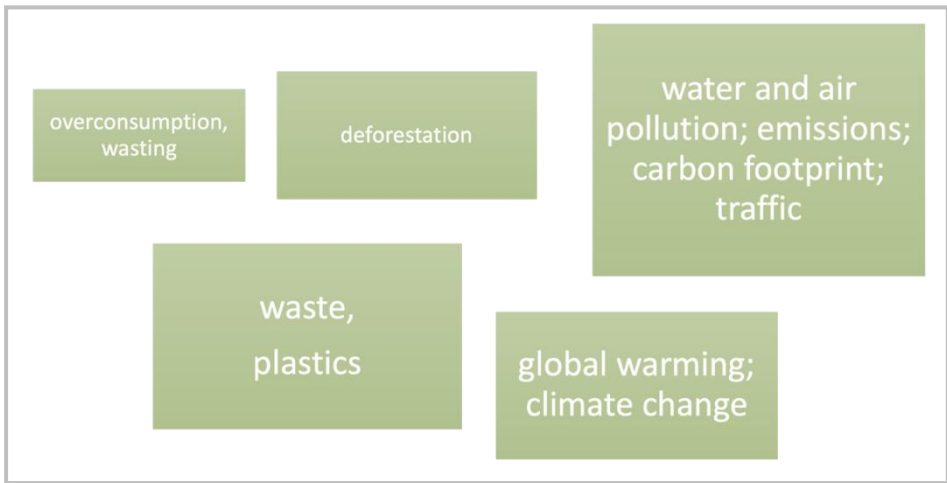 overconsumption,
wasting
deforestation
water and air
pollution; emissions;
carbon footprint;
traffic
waste,
plastics
global warming;
climate change